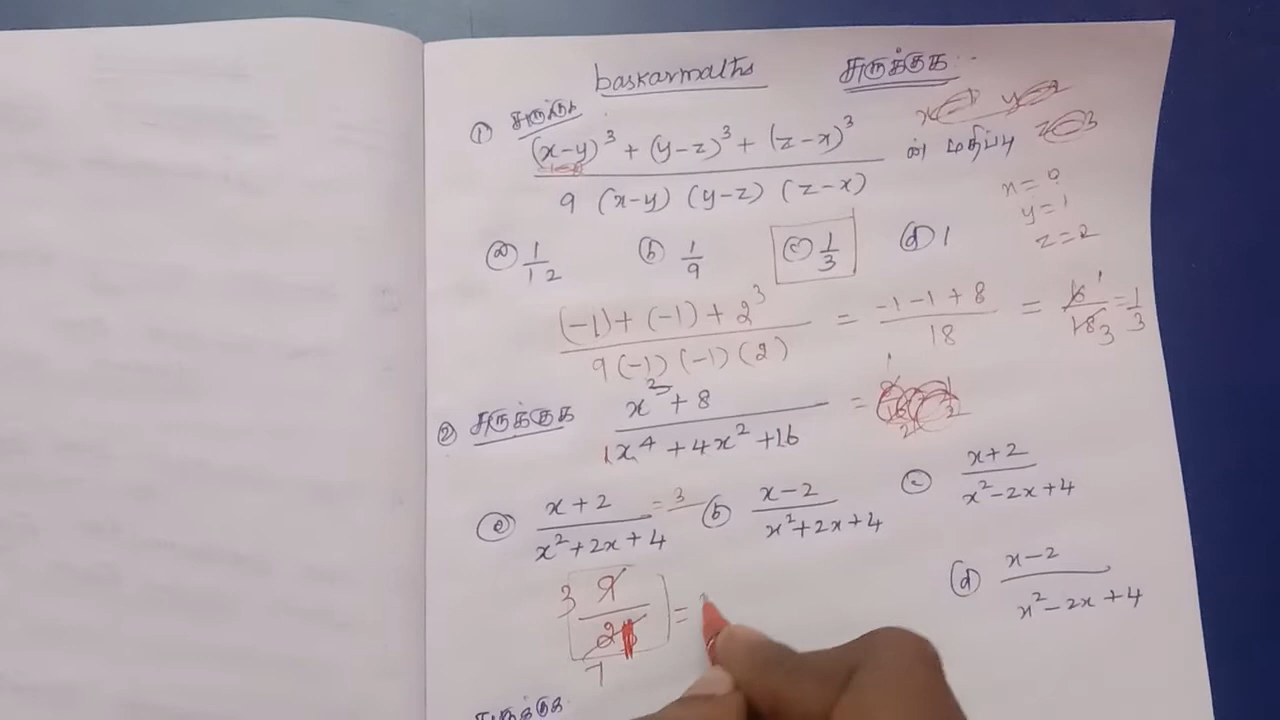 baskarmaths சுருக்குக
① சுருக்கு
(x-y)³ + (y-z)³ + (z-x)³ ன் மதிப்பு
9 (x-y) (y-z) (z-x)
x = 0
y = 1
z = 2
ⓐ 1/12 ⓑ 1/9 ⓒ 1/3 ⓓ 1
(-1) + (-1) + 2³ / 9(-1)(-1)(2) = -1-1+8 / 18 = 6 1 / 18 3 = 1/3
② சுருக்குக x³+8 / 1x⁴+4x²+16 =
ⓐ x+2 / x²+2x+4 = 3 ⓑ x-2 / x²+2x+4 ⓒ x+2 / x²-2x+4
ⓓ x-2 / x²-2x+4
3 9 / 21 7 =
சுருக்குக